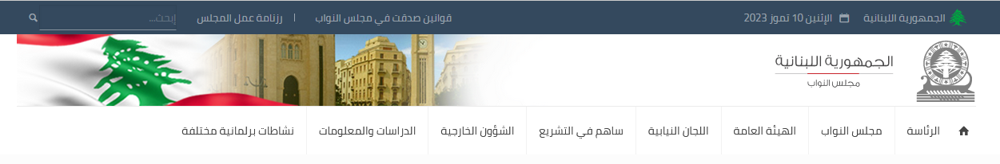 الجمهورية اللبنانية الإثنين 10 تموز 2023 قوانين صدقت في مجلس النواب | رزنامة عمل المجلس إبحث...
الجمهورية اللبنانية
مجلس النواب
الرئاسة مجلس النواب الهيئة العامة اللجان النيابية ساهم في التشريع الشؤون الخارجية الدراسات والمعلومات نشاطات برلمانية مختلفة